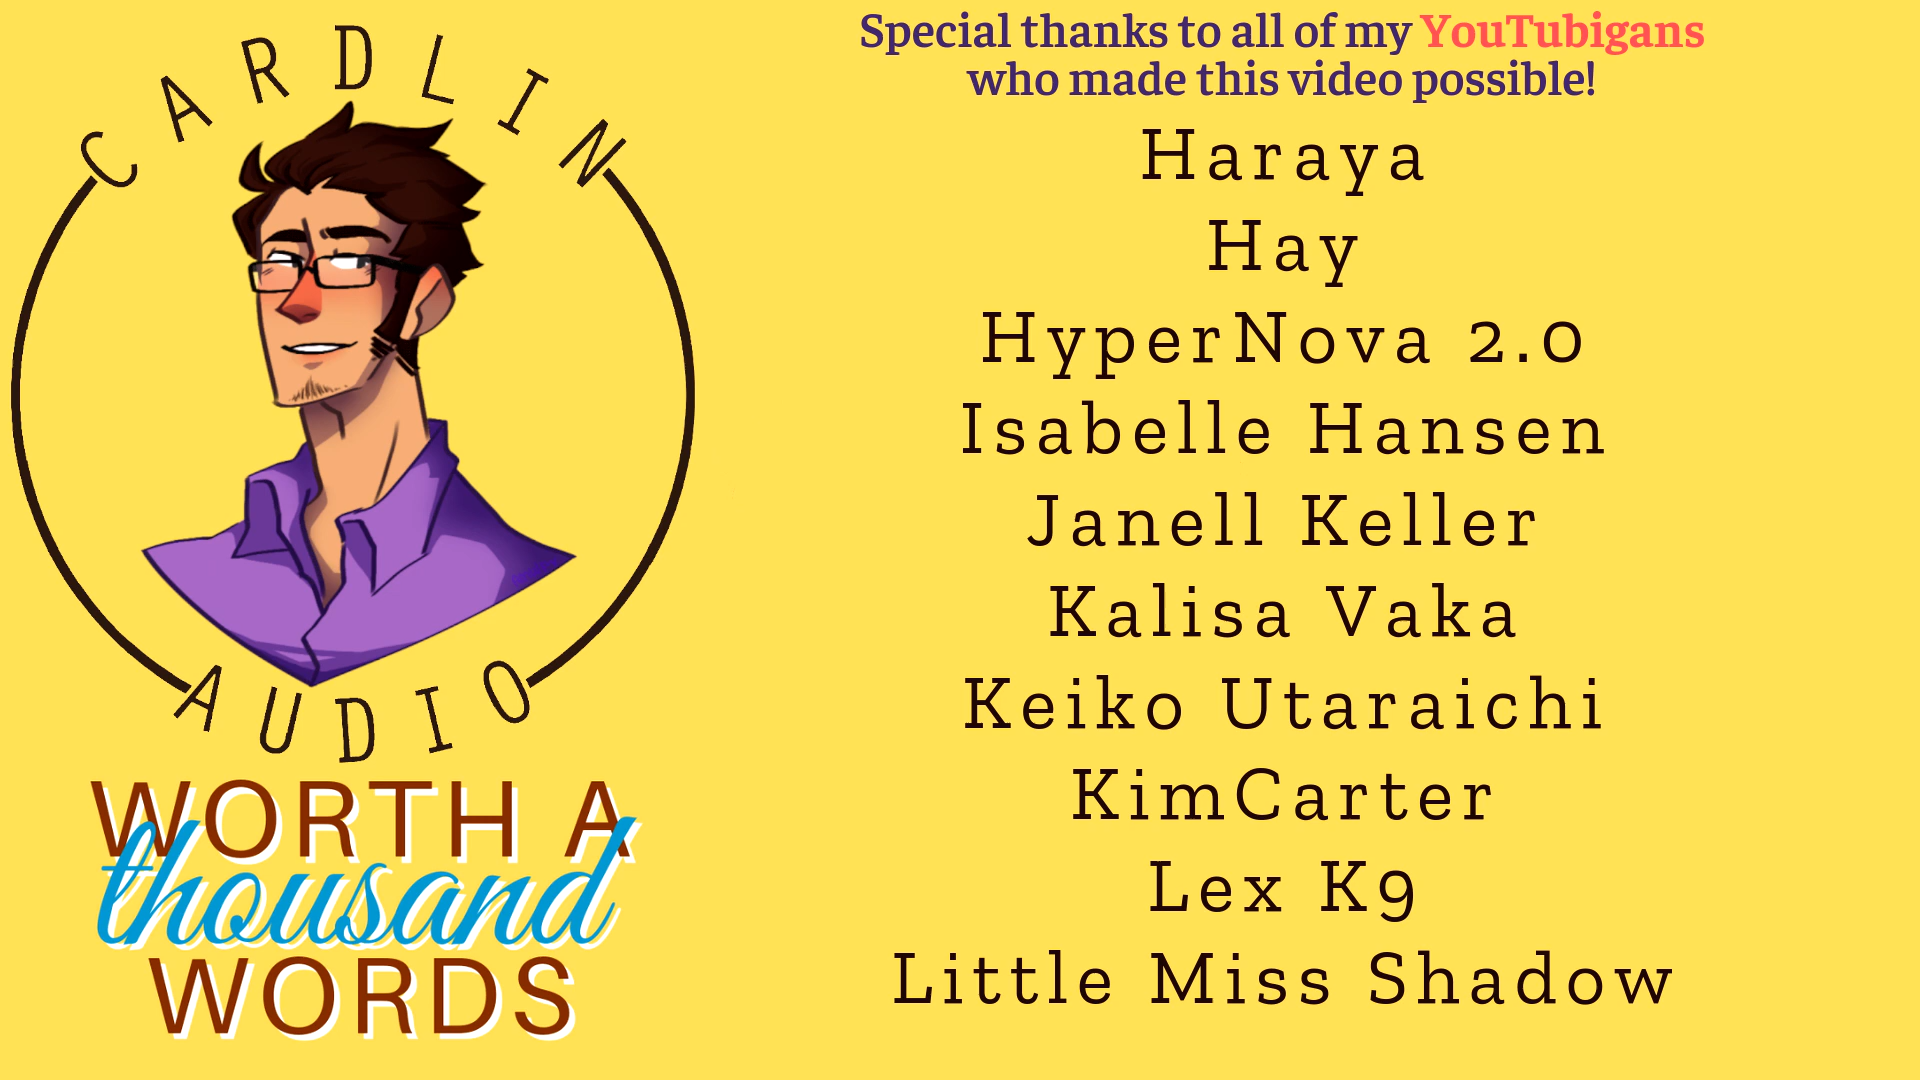 CARDLIN
AUDIO
WORTH A
thousand
WORDS
Special thanks to all of my YouTubigans
who made this video possible!
Haraya
Hay
HyperNova 2.0
Isabelle Hansen
Janell Keller
Kalisa Vaka
Keiko Utaraichi
KimCarter
Lex K9
Little Miss Shadow